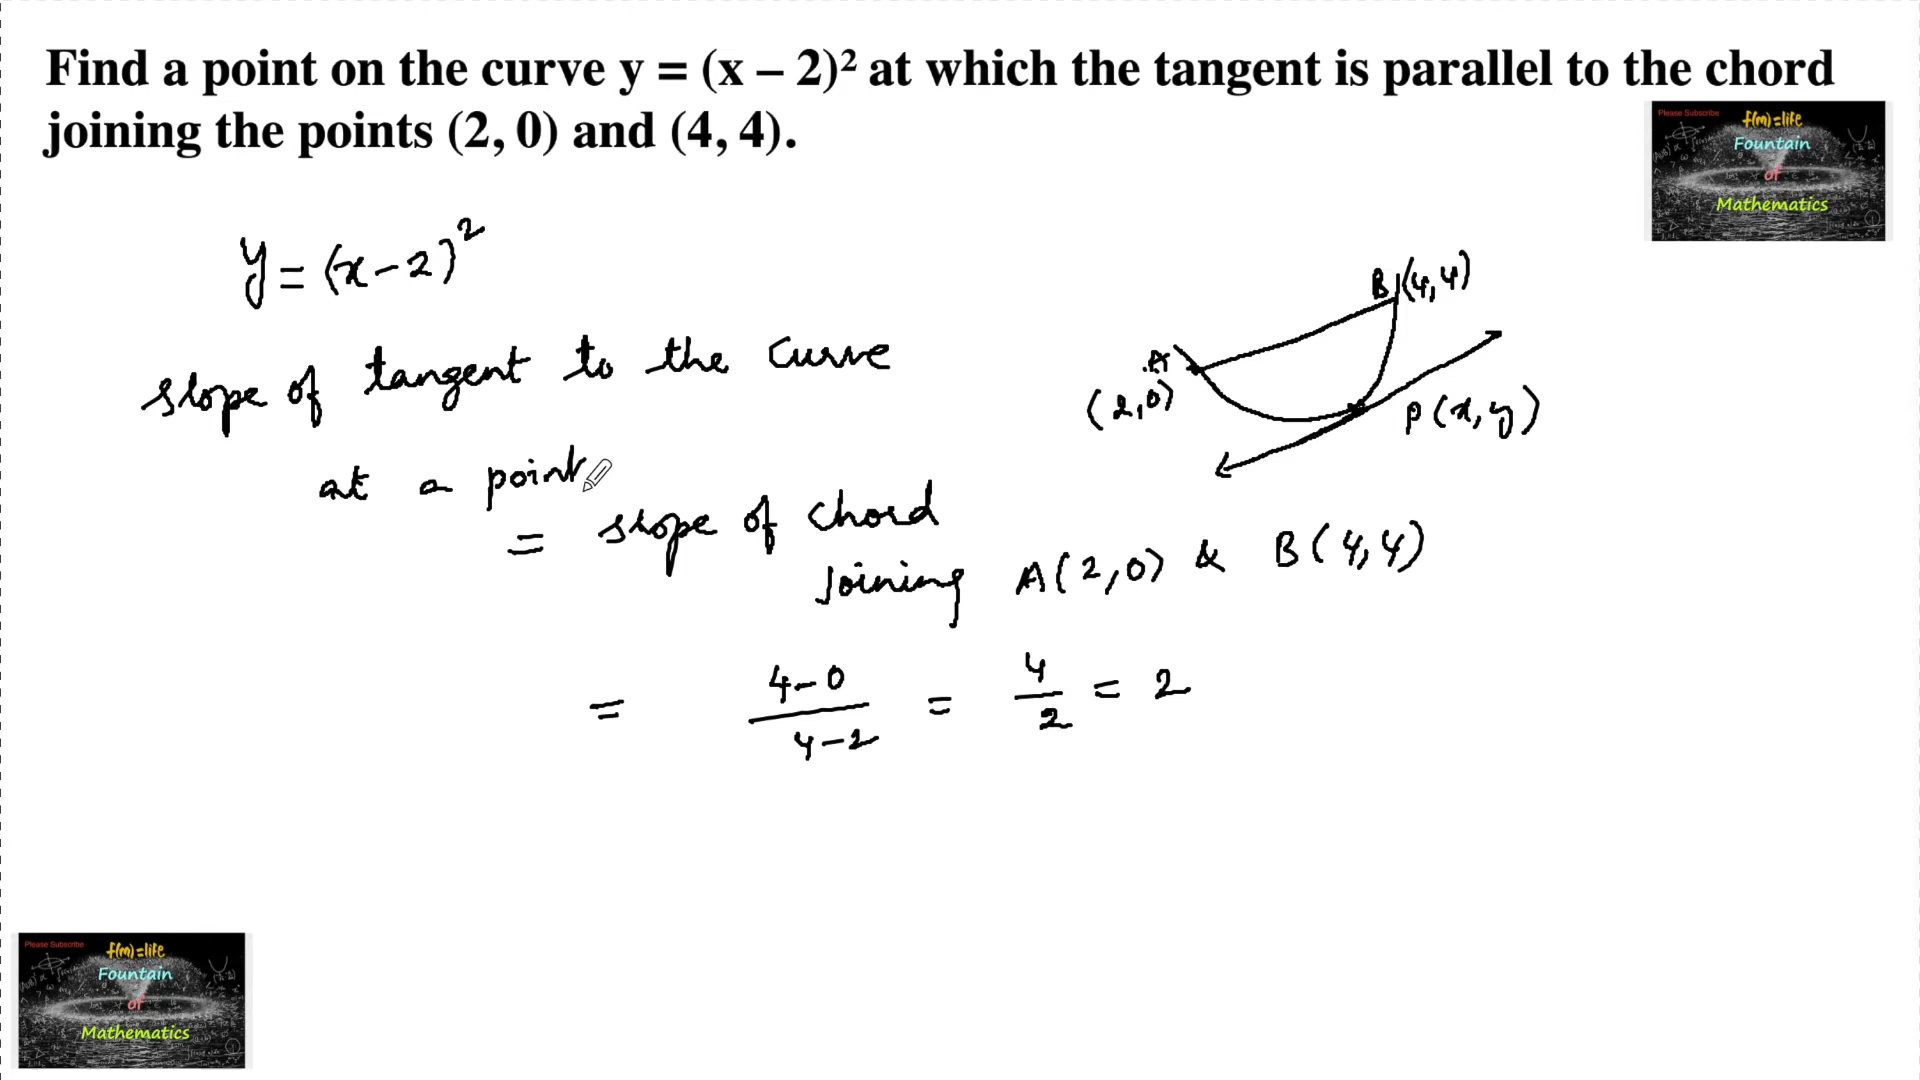 Find a point on the curve y = (x – 2)² at which the tangent is parallel to the chord
joining the points (2, 0) and (4, 4).
Please Subscribe
f(m)=life
Fountain
of
Mathematics
y = (x-2)²
slope of tangent to the curve
at a point
= slope of chord
joining A(2,0) & B(4,4)
= 4-0/4-2 = 4/2 = 2
B (4,4)
A
(2,0)
P(x,y)
Please Subscribe
f(m)=life
Fountain
of
Mathematics